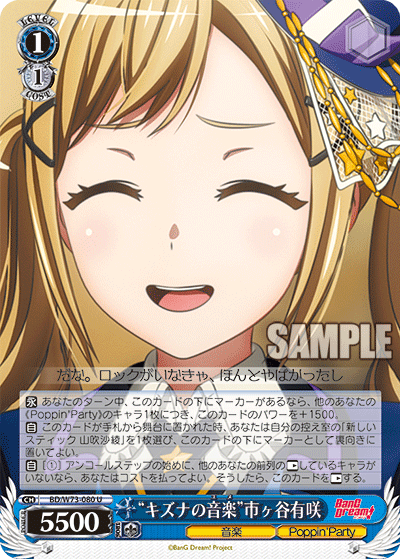 LEVEL
1
1
COST
SAMPLE
だな。ロックがいなきゃ、ほんとやばかったし
永 あなたのターン中、このカードの下にマーカーがあるなら、他のあなたの
《Poppin'Party》のキャラ1枚につき、このカードのパワーを＋1500。
自 このカードが手札から舞台に置かれた時、あなたは自分の控え室の「新しい
スティック 山吹沙綾」を1枚選び、このカードの下にマーカーとして裏向きに
置いてよい。
自［①］ アンコールステップの始めに、他のあなたの前列のしているキャラ
がいないなら、あなたはコストを払ってよい。そうしたら、このカードをする。
CH BD/W73-080 U
"キズナの音楽"市ヶ谷有咲
BanG Dream!
5500
音楽
Poppin'Party
©BanG Dream! Project